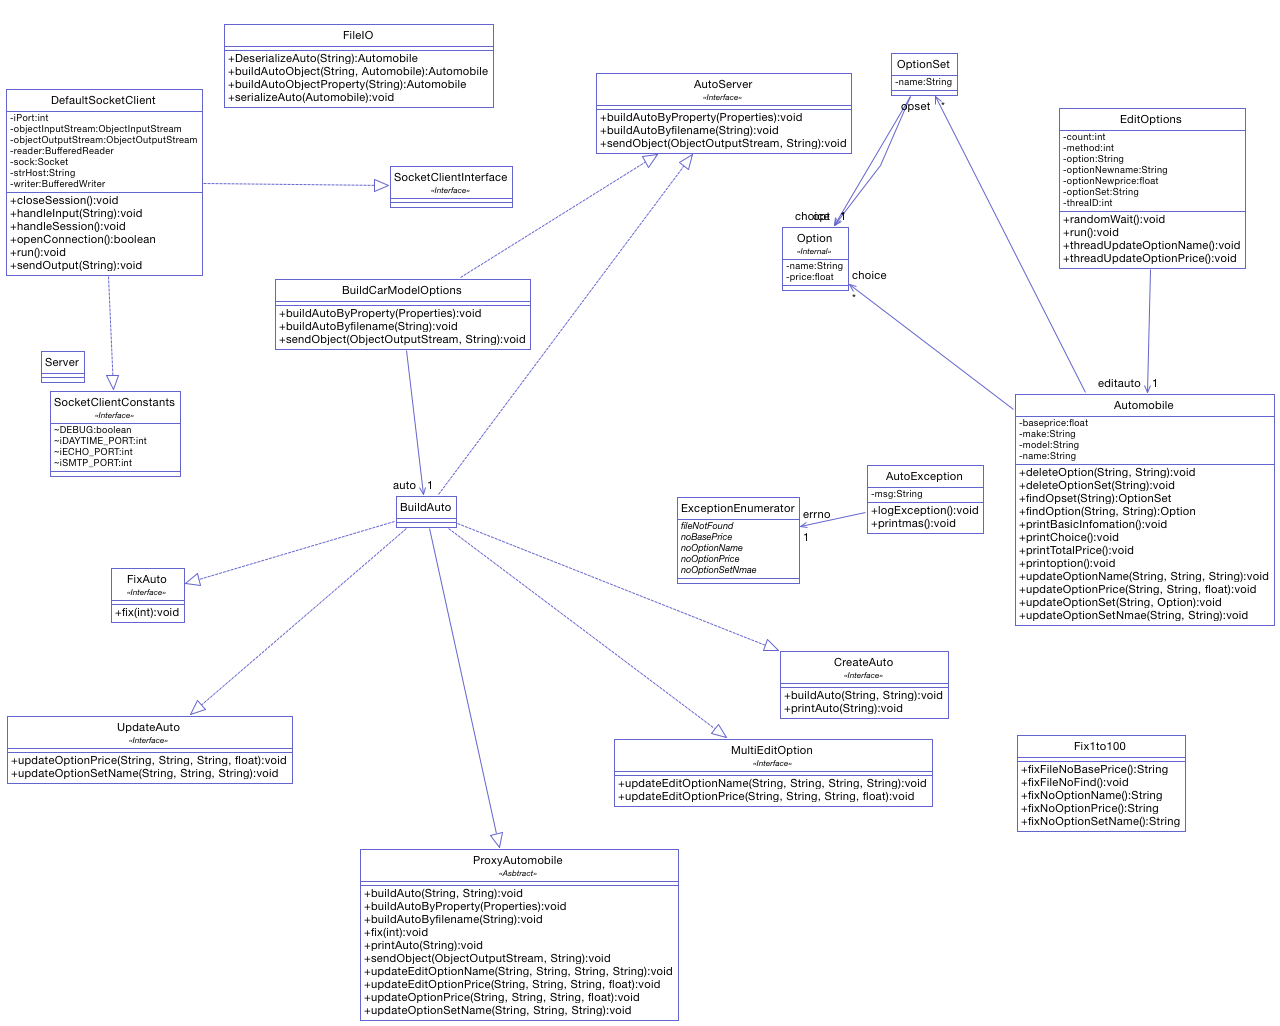 FileIO
+DeserializeAuto(String):Automobile
+buildAutoObject(String, Automobile):Automobile
+buildAutoObjectProperty(String):Automobile
+serializeAuto(Automobile):void
DefaultSocketClient
-iPort:int
-objectInputStream:ObjectInputStream
-objectOutputStream:ObjectOutputStream
-reader:BufferedReader
-sock:Socket
-strHost:String
-writer:BufferedWriter
+closeSession():void
+handleInput(String):void
+handleSession():void
+openConnection():boolean
+run():void
+sendOutput(String):void
SocketClientInterface
«Interface»
AutoServer
«Interface»
+buildAutoByProperty(Properties):void
+buildAutoByfilename(String):void
+sendObject(ObjectOutputStream, String):void
OptionSet
-name:String
opset *
EditOptions
-count:int
-method:int
-option:String
-optionNewname:String
-optionNewprice:float
-optionSet:String
-threaID:int
+randomWait():void
+run():void
+threadUpdateOptionName():void
+threadUpdateOptionPrice():void
choice
opt
1
Option
«Internal»
-name:String
-price:float
choice
*
BuildCarModelOptions
+buildAutoByProperty(Properties):void
+buildAutoByfilename(String):void
+sendObject(ObjectOutputStream, String):void
Server
SocketClientConstants
«Interface»
~DEBUG:boolean
~iDAYTIME_PORT:int
~iECHO_PORT:int
~iSMTP_PORT:int
editauto 1
Automobile
-baseprice:float
-make:String
-model:String
-name:String
+deleteOption(String, String):void
+deleteOptionSet(String):void
+findOpset(String):OptionSet
+findOption(String, String):Option
+printBasicInfomation():void
+printChoice():void
+printTotalPrice():void
+printoption():void
+updateOptionName(String, String, String):void
+updateOptionPrice(String, String, float):void
+updateOptionSet(String, Option):void
+updateOptionSetNmae(String, String):void
auto 1
BuildAuto
AutoException
-msg:String
+logException():void
+printmas():void
errno
1
ExceptionEnumerator
fileNotFound
noBasePrice
noOptionName
noOptionPrice
noOptionSetNmae
FixAuto
«Interface»
+fix(int):void
CreateAuto
«Interface»
+buildAuto(String, String):void
+printAuto(String):void
UpdateAuto
«Interface»
+updateOptionPrice(String, String, String, float):void
+updateOptionSetName(String, String, String):void
MultiEditOption
«Interface»
+updateEditOptionName(String, String, String, String):void
+updateEditOptionPrice(String, String, String, float):void
Fix1to100
+fixFileNoBasePrice():String
+fixFileNoFind():void
+fixNoOptionName():String
+fixNoOptionPrice():String
+fixNoOptionSetName():String
ProxyAutomobile
«Asbtract»
+buildAuto(String, String):void
+buildAutoByProperty(Properties):void
+buildAutoByfilename(String):void
+fix(int):void
+printAuto(String):void
+sendObject(ObjectOutputStream, String):void
+updateEditOptionName(String, String, String, String):void
+updateEditOptionPrice(String, String, String, float):void
+updateOptionPrice(String, String, String, float):void
+updateOptionSetName(String, String, String):void